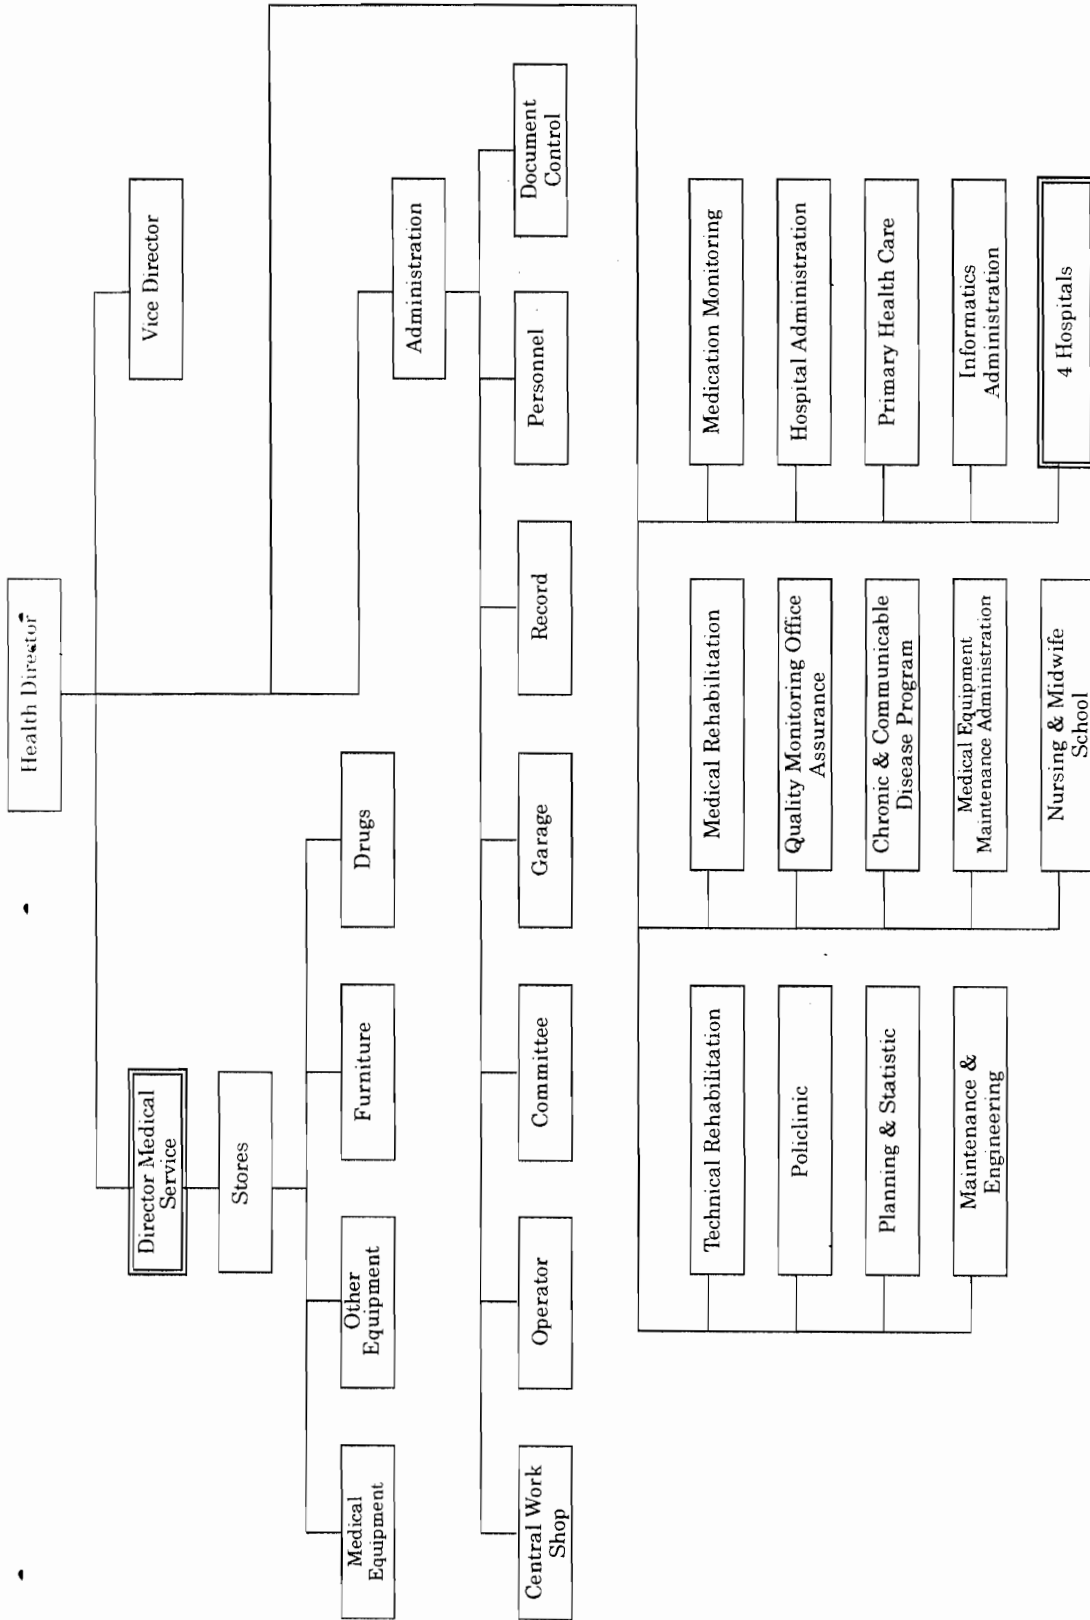 Health Director
Director Medical
Service
Vice Director
Stores
Medical
Equipment
Other
Equipment
Furniture
Drugs
Administration
Central Work
Shop
Operator
Committee
Garage
Record
Personnel
Document
Control
Technical Rehabilitation
Policlinic
Planning & Statistic
Maintenance &
Engineering
Medical Rehabilitation
Quality Monitoring Office
Assurance
Chronic & Communicable
Disease Program
Medical Equipment
Maintenance Administration
Nursing & Midwife
School
Medication Monitoring
Hospital Administration
Primary Health Care
Informatics
Administration
4 Hospitals